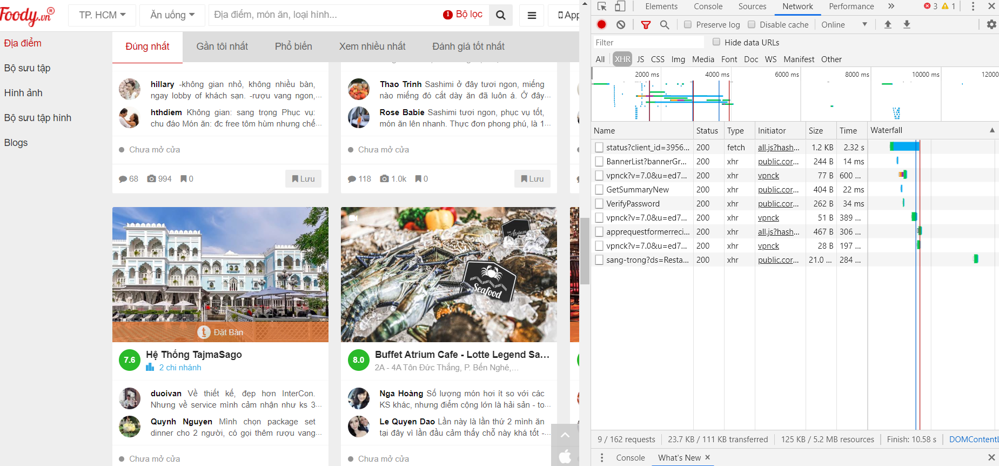 Foody.vn®
TP. HCM
Ăn uống
Địa điểm, món ăn, loại hình...
1 Bộ lọc
App
Địa điểm
Bộ sưu tập
Hình ảnh
Bộ sưu tập hình
Blogs
Đúng nhất
Gần tôi nhất
Phổ biến
Xem nhiều nhất
Đánh giá tốt nhất
hillary -không gian nhỏ, không nhiều bàn,
ngay lobby of khách sạn. -rượu vang ngon,...
hthdiem Không gian: sang trọng Phục vụ:
chu đáo Món ăn: đc free tôm hùm nhưng chế...
Chưa mở cửa
68 994 0
Lưu
Thao Trinh Sashimi ở đây tươi ngon, miếng
nào miếng đó cắt dày ăn đã luôn á. Ở đây...
Rose Babie Sashimi tươi ngon, phục vụ tốt,
món ăn lên nhanh. Thực đơn phong phú, là 1...
Chưa mở cửa
118 1.0k 0
Lưu
t Đặt Bàn
7.6
Hệ Thống TajmaSago
2 chi nhánh
duoivan Về thiết kế, đẹp hơn InterCon.
Nhưng về service mình cảm nhận như ks 3...
Quynh Nguyen Mình chọn package set
dinner cho 2 người, có gọi thêm rượu vang...
Chưa mở cửa
Atrium
Seafood
8.0
Buffet Atrium Cafe - Lotte Legend Sa...
2A - 4A Tôn Đức Thắng, P. Bến Nghé,...
Nga Hoàng Số lượng món hơi ít so với các
KS khác, nhưng điểm cộng lớn là hải sản - to...
Le Quyen Dao Lần này là lần thứ 2 mình ăn
tại đây vì lần đầu cảm thấy chỗ này khá tốt -...
Chưa mở cửa
Elements Console Sources Network Performance » 3 1
Preserve log Disable cache Online
Filter
Hide data URLs
All XHR JS CSS Img Media Font Doc WS Manifest Other
2000 ms 4000 ms 6000 ms 8000 ms 10000 ms 12000
Name Status Type Initiator Size Time Waterfall
status?client_id=3956... 200 fetch all.js?hash... 1.2 KB 2.32 s
BannerList?bannerGr... 200 xhr public.cor... 244 B 14 ms
vpnck?v=7.0&u=ed7... 200 xhr vpnck 77 B 600 ...
GetSummaryNew 200 xhr public.cor... 404 B 22 ms
VerifyPassword 200 xhr public.cor... 262 B 34 ms
vpnck?v=7.0&u=ed7... 200 xhr vpnck 51 B 389 ...
apprequestformerreci... 200 xhr all.js?hash... 467 B 306 ...
vpnck?v=7.0&u=ed7... 200 xhr vpnck 28 B 197 ...
sang-trong?ds=Resta... 200 xhr public.cor... 21.0 ... 284 ...
9 / 162 requests 23.7 KB / 111 KB transferred 125 KB / 5.2 MB resources Finish: 10.58 s DOMContentL
Console What's New ×